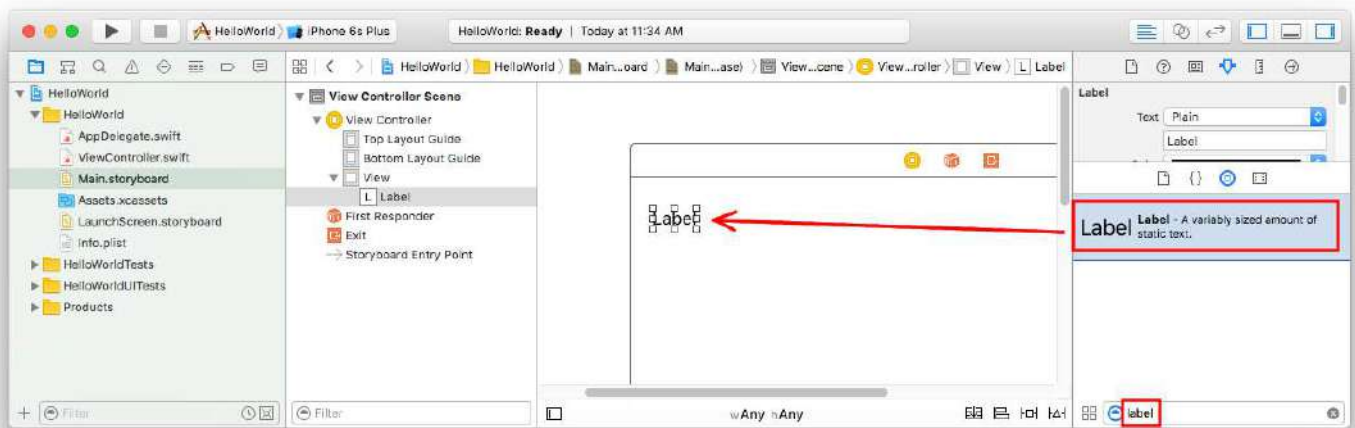 HelloWorld iPhone 6s Plus HelloWorld: Ready | Today at 11:34 AM
HelloWorld HelloWorld Main...oard Main...ase) View...cene View...roller View L Label
HelloWorld
HelloWorld
AppDelegate.swift
ViewController.swift
Main.storyboard
Assets.xcassets
LaunchScreen.storyboard
Info.plist
HelloWorldTests
HelloWorldUITests
Products
Filter
View Controller Scene
View Controller
Top Layout Guide
Bottom Layout Guide
View
L Label
First Responder
Exit
Storyboard Entry Point
Filter
Label
wAny hAny
Label
Text Plain
Label
{}
Label Label - A variably sized amount of
static text.
label